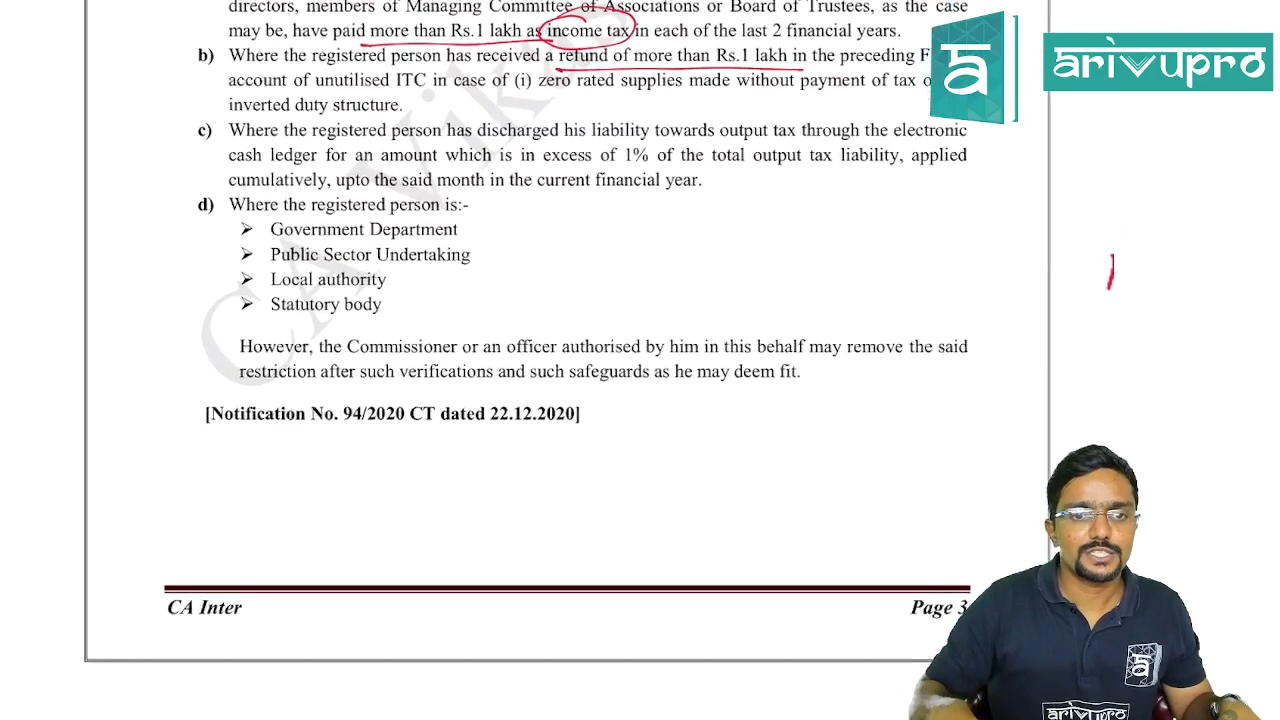 directors, members of Managing Committee of Associations or Board of Trustees, as the case
may be, have paid more than Rs.1 lakh as income tax in each of the last 2 financial years.
b) Where the registered person has received a refund of more than Rs.1 lakh in the preceding F
account of unutilised ITC in case of (i) zero rated supplies made without payment of tax o
inverted duty structure.
c) Where the registered person has discharged his liability towards output tax through the electronic
cash ledger for an amount which is in excess of 1% of the total output tax liability, applied
cumulatively, upto the said month in the current financial year.
d) Where the registered person is:-
➢ Government Department
➢ Public Sector Undertaking
➢ Local authority
➢ Statutory body
However, the Commissioner or an officer authorised by him in this behalf may remove the said
restriction after such verifications and such safeguards as he may deem fit.
[Notification No. 94/2020 CT dated 22.12.2020]
CA Inter
Page 3
CA Vik
arivupro
arivupro